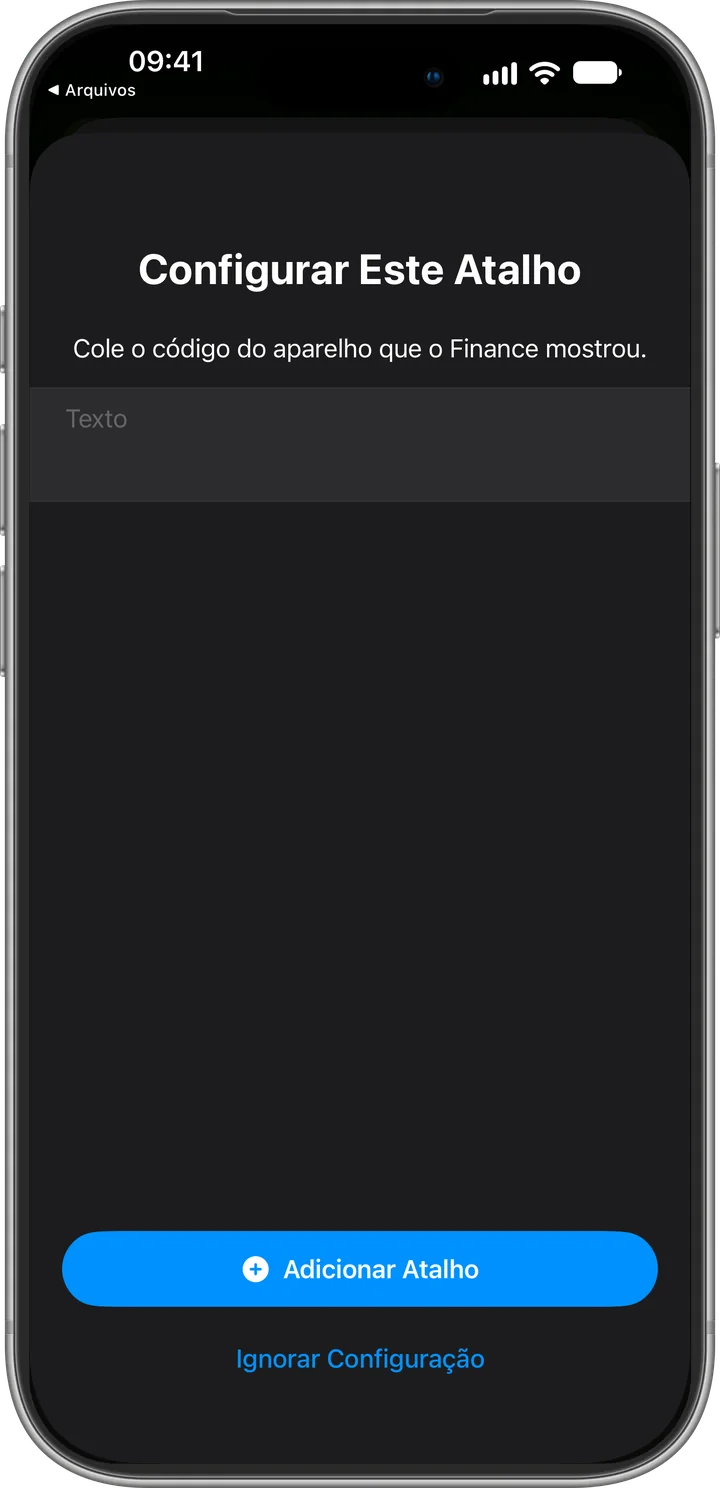 09:41
◀ Arquivos
Configurar Este Atalho
Cole o código do aparelho que o Finance mostrou.
Texto
Adicionar Atalho
Ignorar Configuração